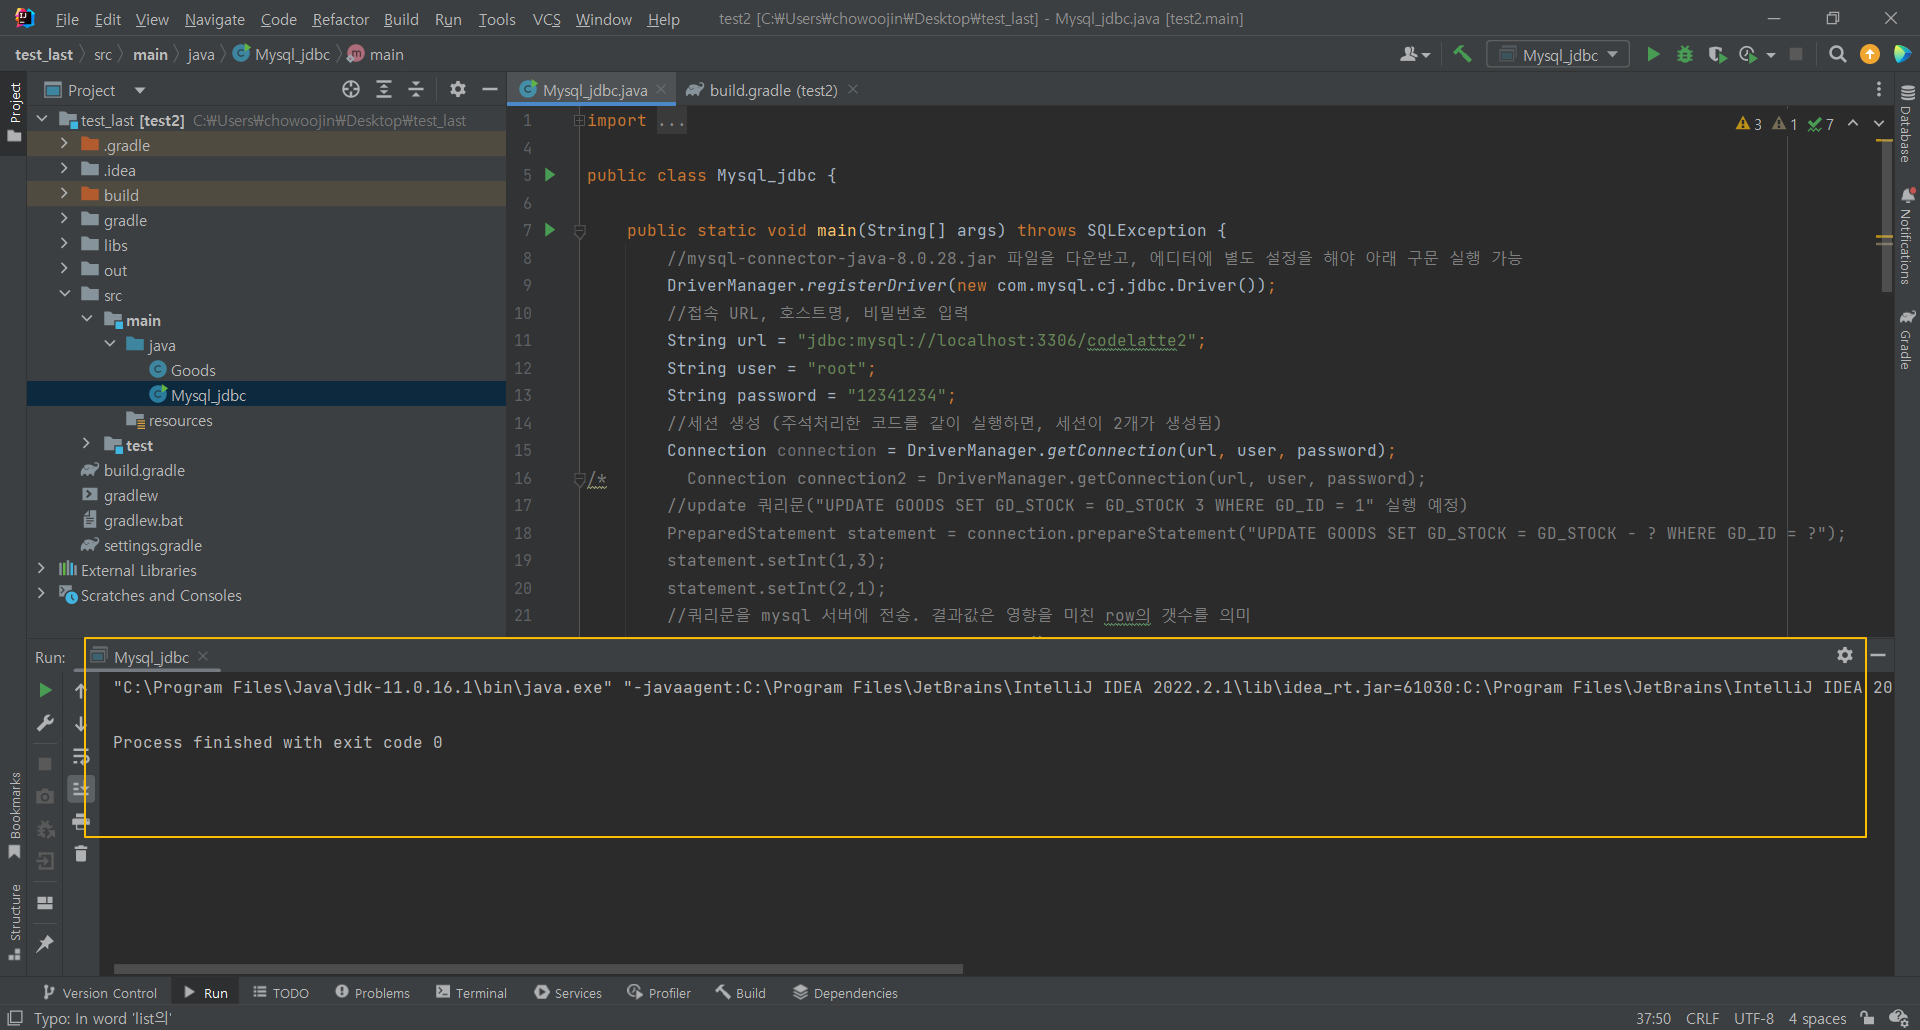 File Edit View Navigate Code Refactor Build Run Tools VCS Window Help test2 [C:₩Users₩chowoojin₩Desktop₩test_last] - Mysql_jdbc.java [test2.main]
test_last src main java Mysql_jdbc main
Mysql_jdbc
Project
Mysql_jdbc.java
build.gradle (test2)
Project
test_last [test2] C:₩Users₩chowoojin₩Desktop₩test_last
.gradle
.idea
build
gradle
libs
out
src
main
java
Goods
Mysql_jdbc
resources
test
build.gradle
gradlew
gradlew.bat
settings.gradle
External Libraries
Scratches and Consoles
3 1 7
1 import ...
4
5 public class Mysql_jdbc {
6
7 public static void main(String[] args) throws SQLException {
8 //mysql-connector-java-8.0.28.jar 파일을 다운받고, 에디터에 별도 설정을 해야 아래 구문 실행 가능
9 DriverManager.registerDriver(new com.mysql.cj.jdbc.Driver());
10 //접속 URL, 호스트명, 비밀번호 입력
11 String url = "jdbc:mysql://localhost:3306/codelatte2";
12 String user = "root";
13 String password = "12341234";
14 //세션 생성 (주석처리한 코드를 같이 실행하면, 세션이 2개가 생성됨)
15 Connection connection = DriverManager.getConnection(url, user, password);
16 /* Connection connection2 = DriverManager.getConnection(url, user, password);
17 //update 쿼리문("UPDATE GOODS SET GD_STOCK = GD_STOCK 3 WHERE GD_ID = 1" 실행 예정)
18 PreparedStatement statement = connection.prepareStatement("UPDATE GOODS SET GD_STOCK = GD_STOCK - ? WHERE GD_ID = ?");
19 statement.setInt(1,3);
20 statement.setInt(2,1);
21 //쿼리문을 mysql 서버에 전송. 결과값은 영향을 미친 row의 갯수를 의미
Database
Notifications
Gradle
Run: Mysql_jdbc
"C:\Program Files\Java\jdk-11.0.16.1\bin\java.exe" "-javaagent:C:\Program Files\JetBrains\IntelliJ IDEA 2022.2.1\lib\idea_rt.jar=61030:C:\Program Files\JetBrains\IntelliJ IDEA 20
Process finished with exit code 0
Bookmarks
Structure
Version Control Run TODO Problems Terminal Services Profiler Build Dependencies
Typo: In word 'list의' 37:50 CRLF UTF-8 4 spaces